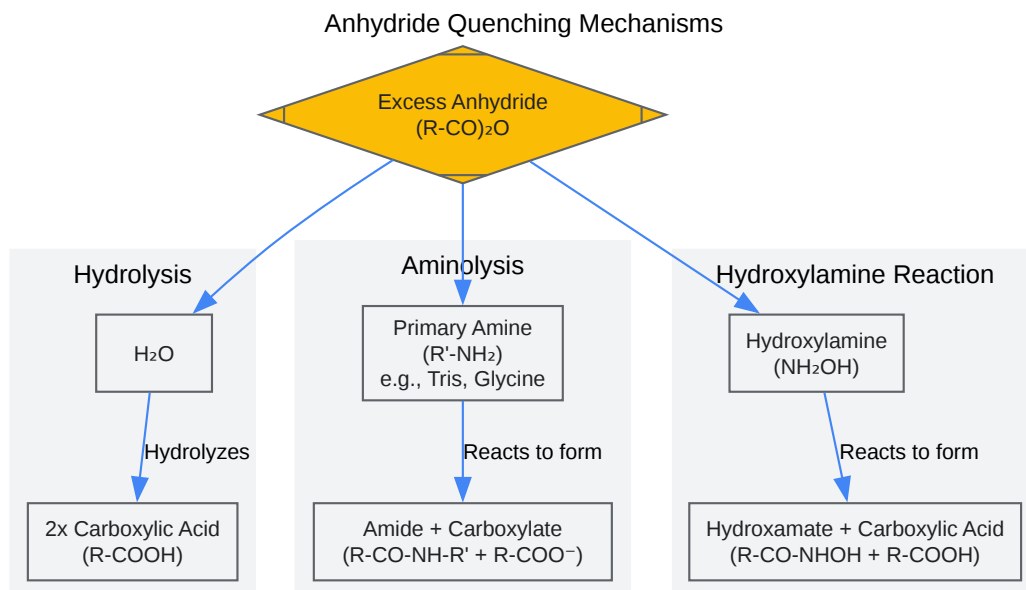 Anhydride Quenching Mechanisms
Excess Anhydride
(R-CO)₂O
Hydrolysis
H₂O
Hydrolyzes
2x Carboxylic Acid
(R-COOH)
Aminolysis
Primary Amine
(R'-NH₂)
e.g., Tris, Glycine
Reacts to form
Amide + Carboxylate
(R-CO-NH-R' + R-COO⁻)
Hydroxylamine Reaction
Hydroxylamine
(NH₂OH)
Reacts to form
Hydroxamate + Carboxylic Acid
(R-CO-NHOH + R-COOH)